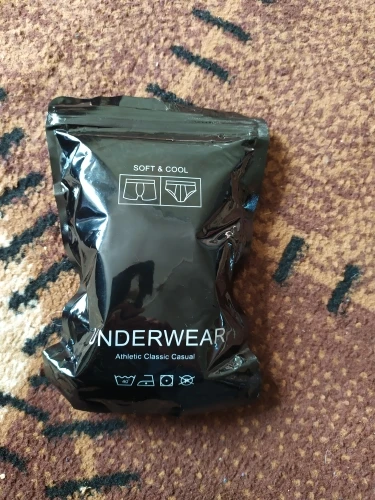 SOFT & COOL
UNDERWEAR
Athletic Classic Casual